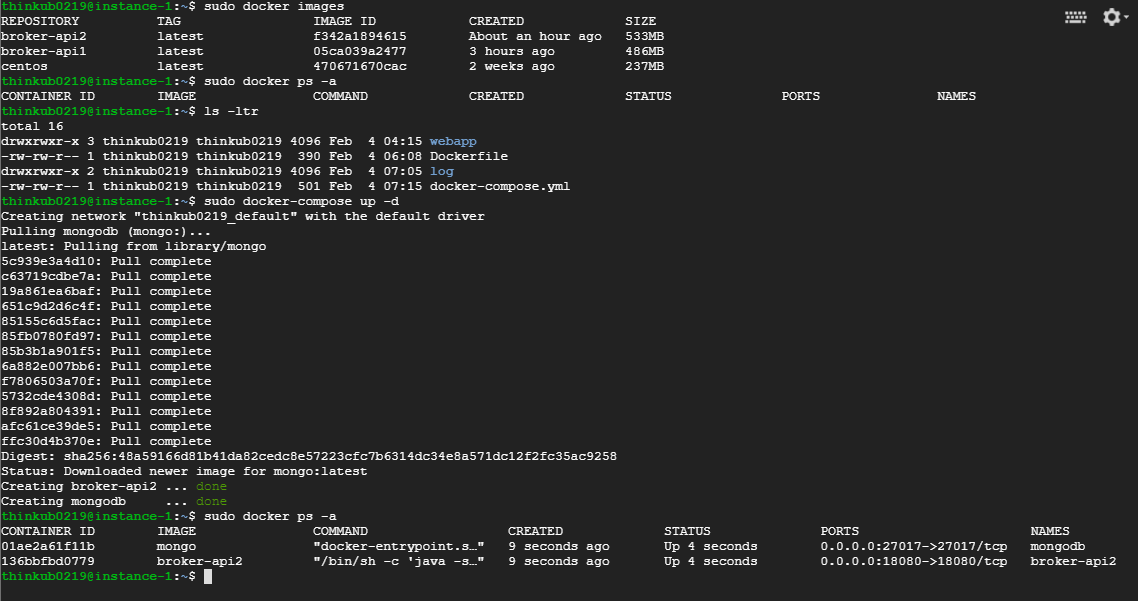 thinkub0219@instance-1:~$ sudo docker images
REPOSITORY          TAG                 IMAGE ID            CREATED             SIZE
broker-api2         latest              f342a1894615        About an hour ago   533MB
broker-api1         latest              05ca039a2477        3 hours ago         486MB
centos              latest              470671670cac        2 weeks ago         237MB
thinkub0219@instance-1:~$ sudo docker ps -a
CONTAINER ID        IMAGE               COMMAND             CREATED             STATUS              PORTS               NAMES
thinkub0219@instance-1:~$ ls -ltr
total 16
drwxrwxr-x 3 thinkub0219 thinkub0219 4096 Feb  4 04:15 webapp
-rw-rw-r-- 1 thinkub0219 thinkub0219  390 Feb  4 06:08 Dockerfile
drwxrwxr-x 2 thinkub0219 thinkub0219 4096 Feb  4 07:05 log
-rw-rw-r-- 1 thinkub0219 thinkub0219  501 Feb  4 07:15 docker-compose.yml
thinkub0219@instance-1:~$ sudo docker-compose up -d
Creating network "thinkub0219_default" with the default driver
Pulling mongodb (mongo:)...
latest: Pulling from library/mongo
5c939e3a4d10: Pull complete
c63719cdbe7a: Pull complete
19a861ea6baf: Pull complete
651c9d2d6c4f: Pull complete
85155c6d5fac: Pull complete
85fb0780fd97: Pull complete
85b3b1a901f5: Pull complete
6a882e007bb6: Pull complete
f7806503a70f: Pull complete
5732cde4308d: Pull complete
8f892a804391: Pull complete
afc61ce39de5: Pull complete
ffc30d4b370e: Pull complete
Digest: sha256:48a59166d81b41da82cedc8e57223cfc7b6314dc34e8a571dc12f2fc35ac9258
Status: Downloaded newer image for mongo:latest
Creating broker-api2 ... done
Creating mongodb     ... done
thinkub0219@instance-1:~$ sudo docker ps -a
CONTAINER ID        IMAGE               COMMAND                  CREATED             STATUS              PORTS                      NAMES
01ae2a61f11b        mongo               "docker-entrypoint.s…"   9 seconds ago       Up 4 seconds        0.0.0.0:27017->27017/tcp   mongodb
136bbfbd0779        broker-api2         "/bin/sh -c 'java -s…"   9 seconds ago       Up 4 seconds        0.0.0.0:18080->18080/tcp   broker-api2
thinkub0219@instance-1:~$